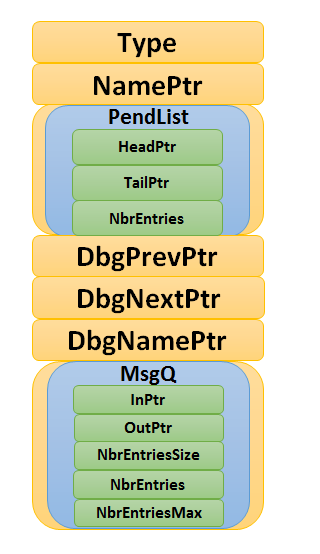 Type
NamePtr
PendList
HeadPtr
TailPtr
NbrEntries
DbgPrevPtr
DbgNextPtr
DbgNamePtr
MsgQ
InPtr
OutPtr
NbrEntriesSize
NbrEntries
NbrEntriesMax